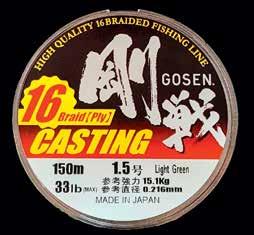 HIGH QUALITY 16 BRAIDED FISHING LINE
剛戦
GOSEN.
16
Braid [Ply]
CASTING
150m 1.5号 Light Green
33lb (MAX) 参考強力 15.1Kg
参考直径 0.216mm
MADE IN JAPAN